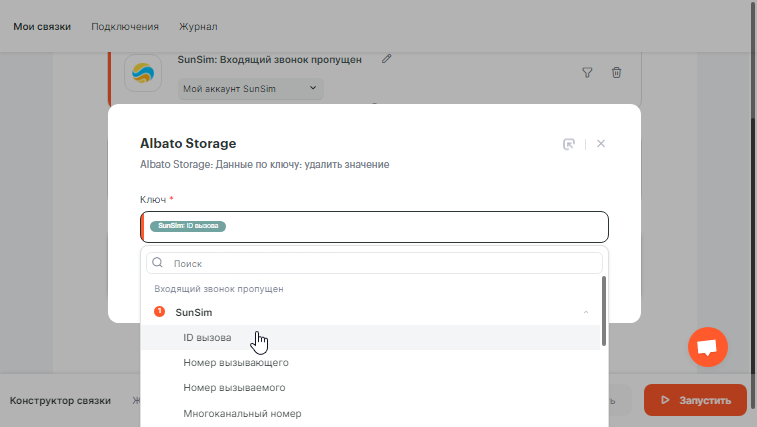 Мои связки Подключения Журнал
SunSim: Входящий звонок пропущен
Мой аккаунт SunSim
Albato Storage
Albato Storage: Данные по ключу: удалить значение
Ключ *
SunSim: ID вызова
Поиск
Входящий звонок пропущен
1 SunSim
ID вызова
Номер вызывающего
Номер вызываемого
Многоканальный номер
Конструктор связки
Запустить